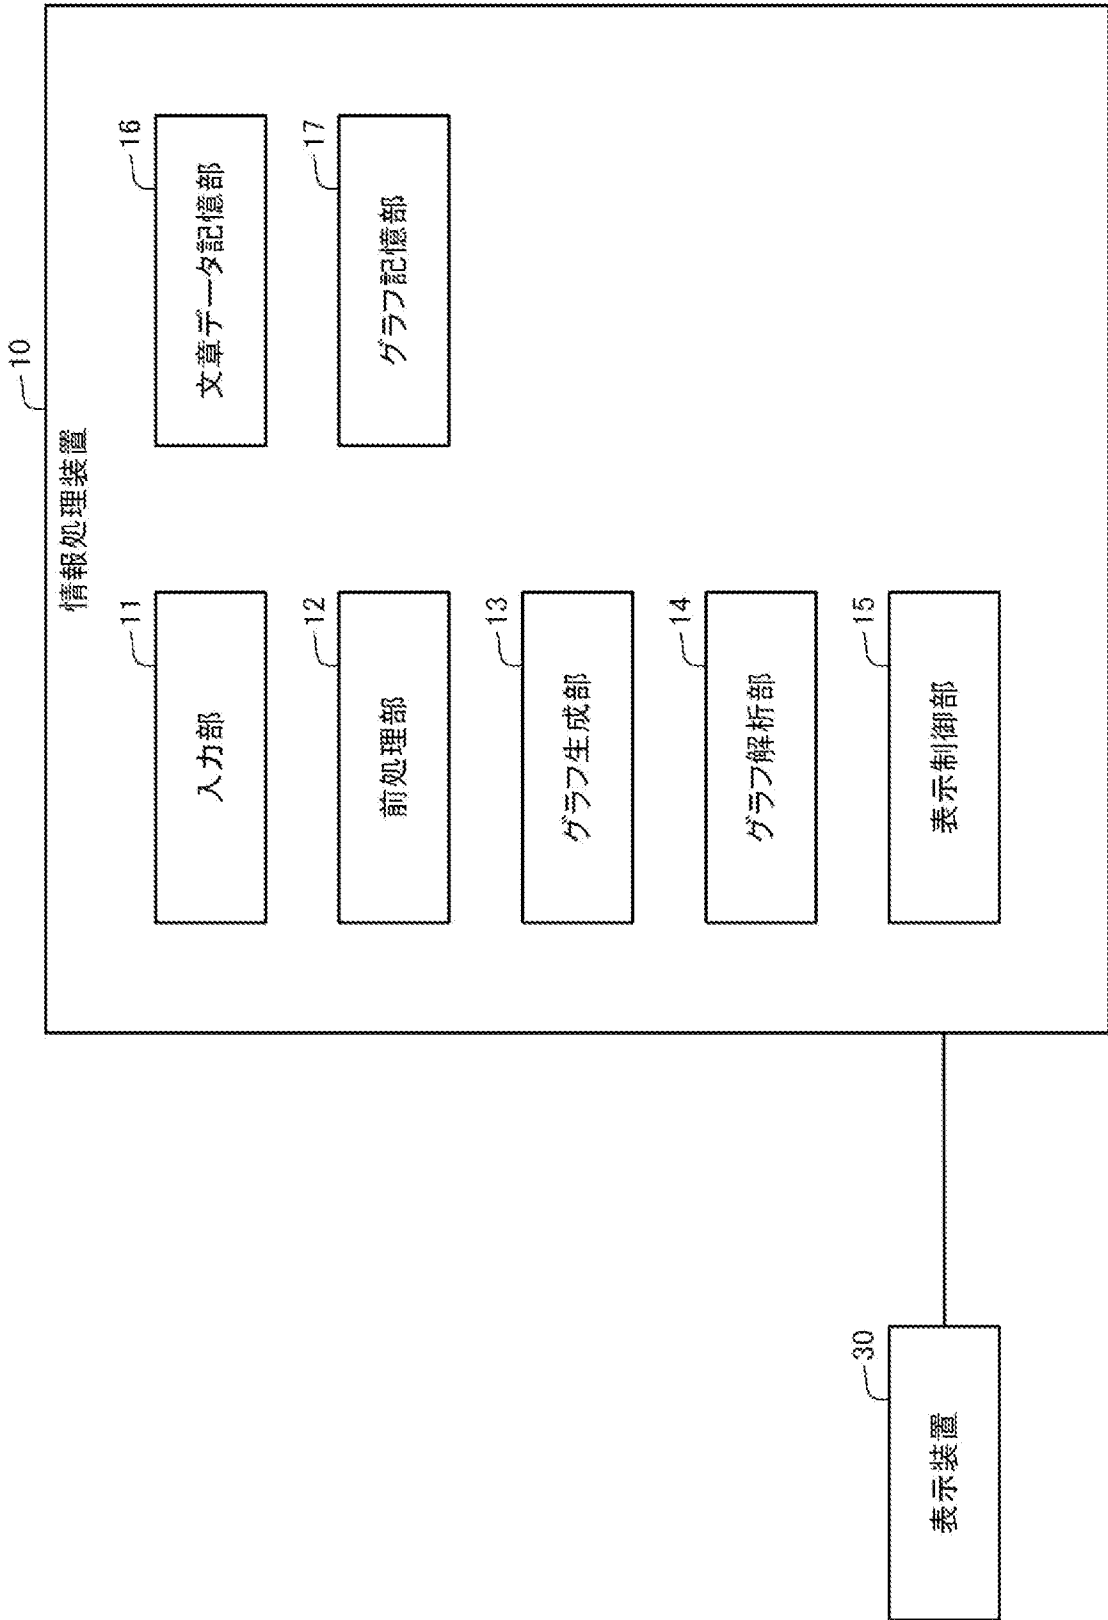 10
情報処理装置
11
入力部
16
文章データ記憶部
12
前処理部
17
グラフ記憶部
13
グラフ生成部
14
グラフ解析部
30
表示装置
15
表示制御部